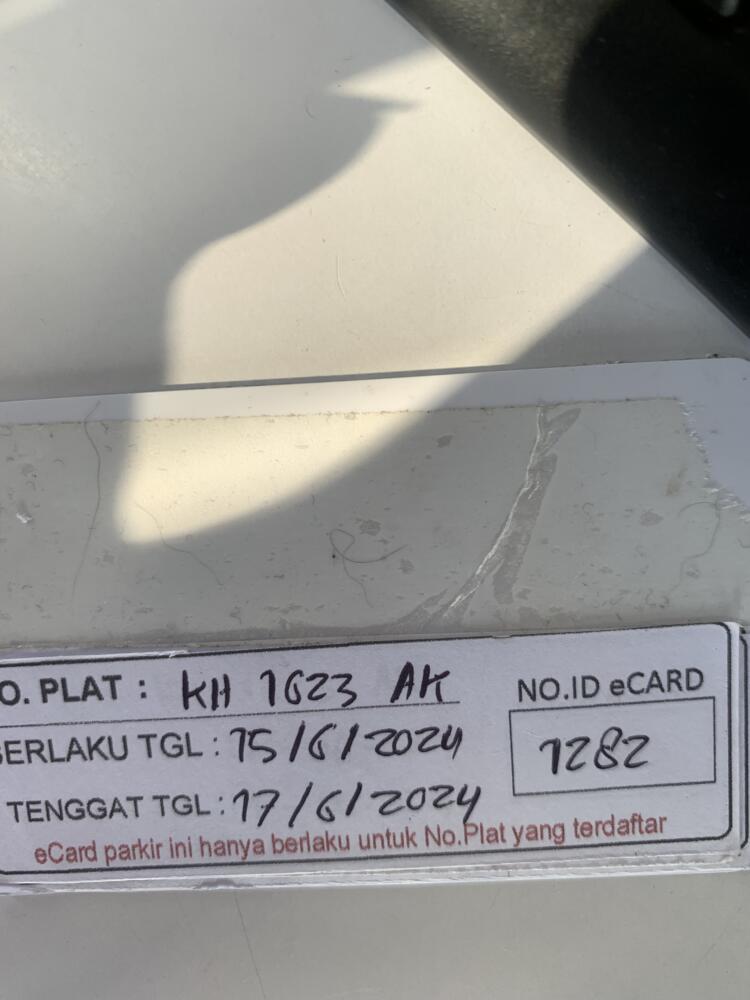 O. PLAT : KH 1623 AK
BERLAKU TGL : 15/6/2024
TENGGAT TGL : 17/6/2024
NO.ID eCARD
1282
eCard parkir ini hanya berlaku untuk No.Plat yang terdaftar